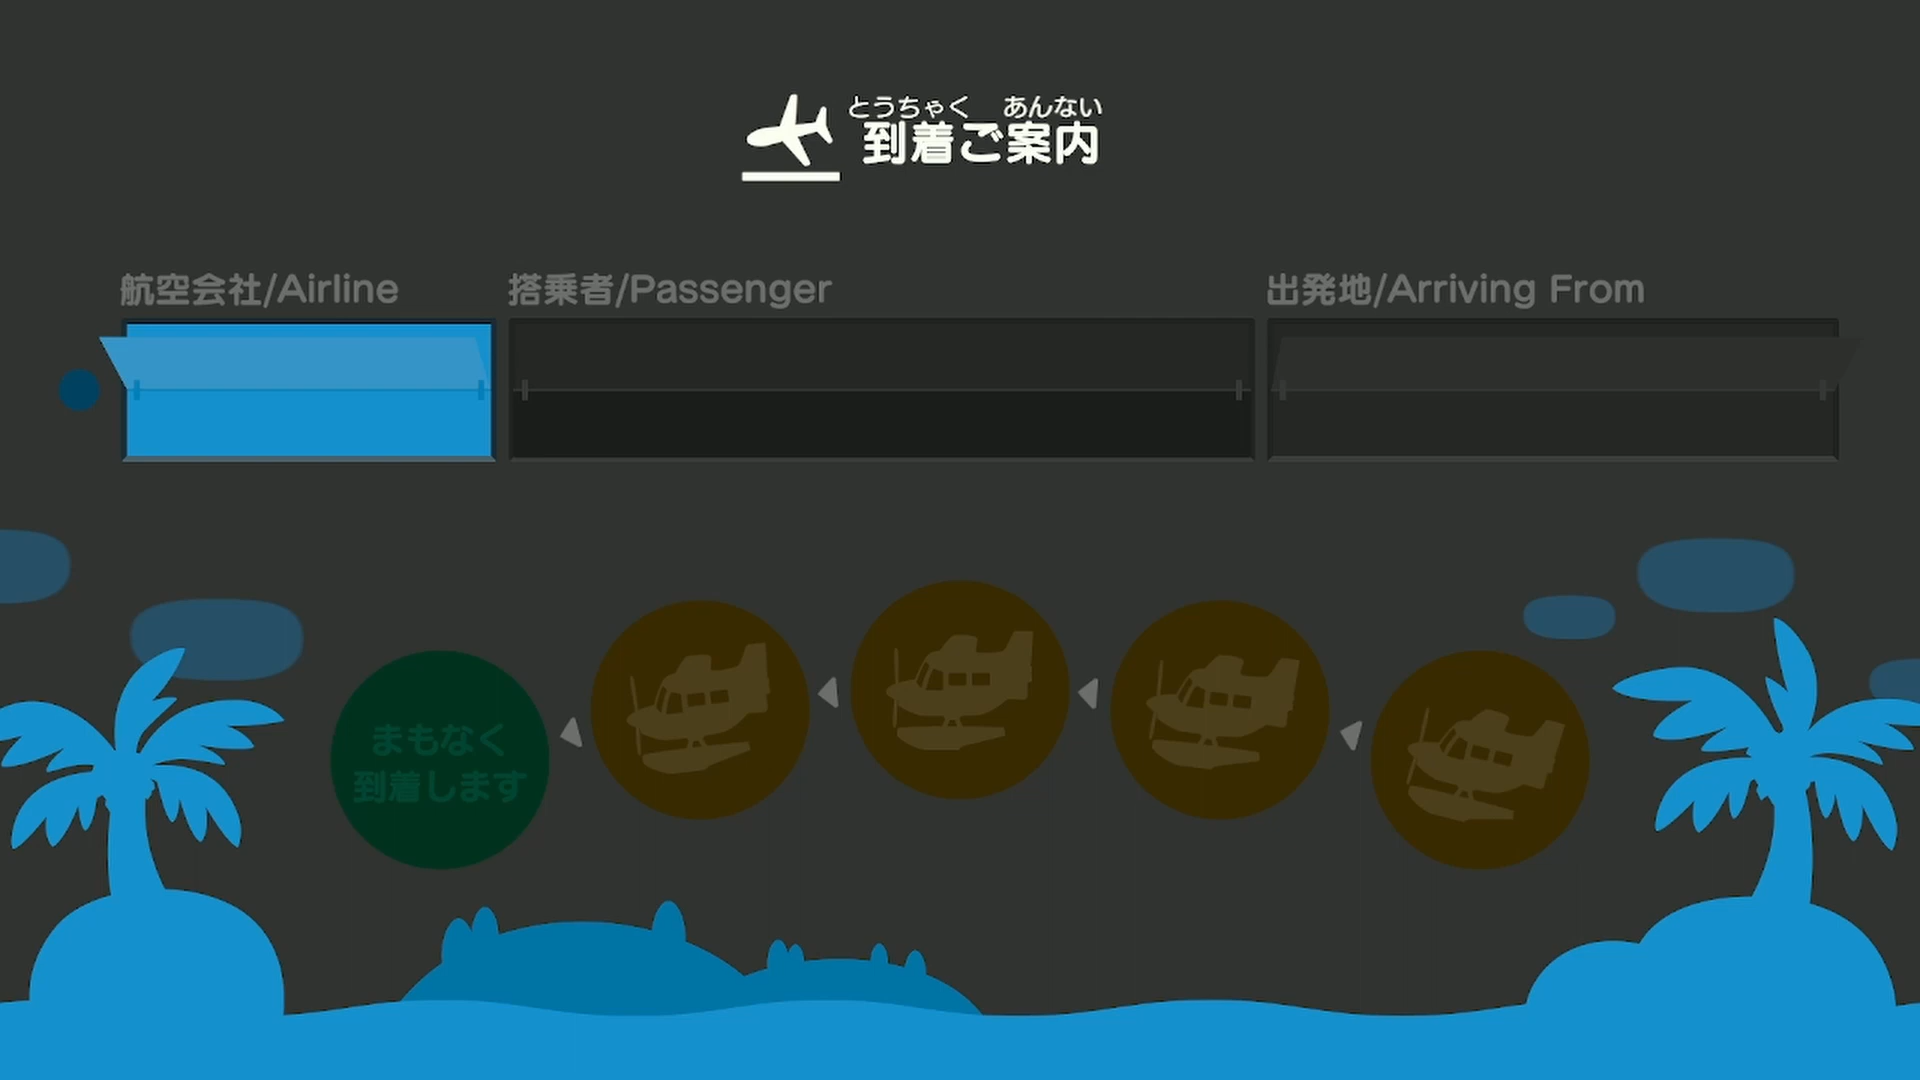 とうちゃく あんない
到着ご案内
航空会社/Airline
搭乗者/Passenger
出発地/Arriving From
まもなく
到着します